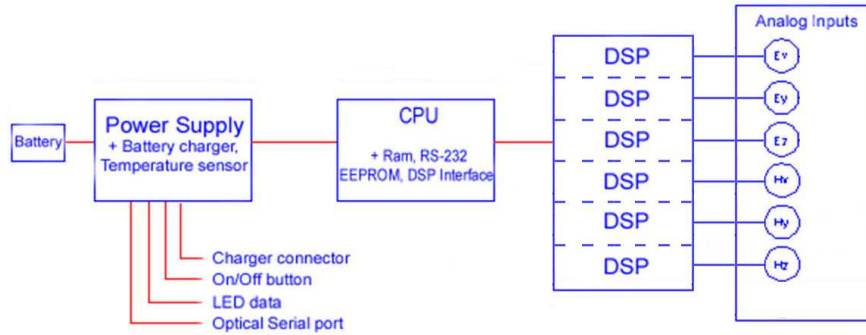 Analog Inputs
DSP
DSP
DSP
DSP
DSP
DSP
Ey
Ez
Hx
Hy
Hz
Battery
Power Supply
+ Battery charger,
Temperature sensor
CPU
+ Ram, RS-232
EEPROM, DSP Interface
Charger connector
On/Off button
LED data
Optical Serial port